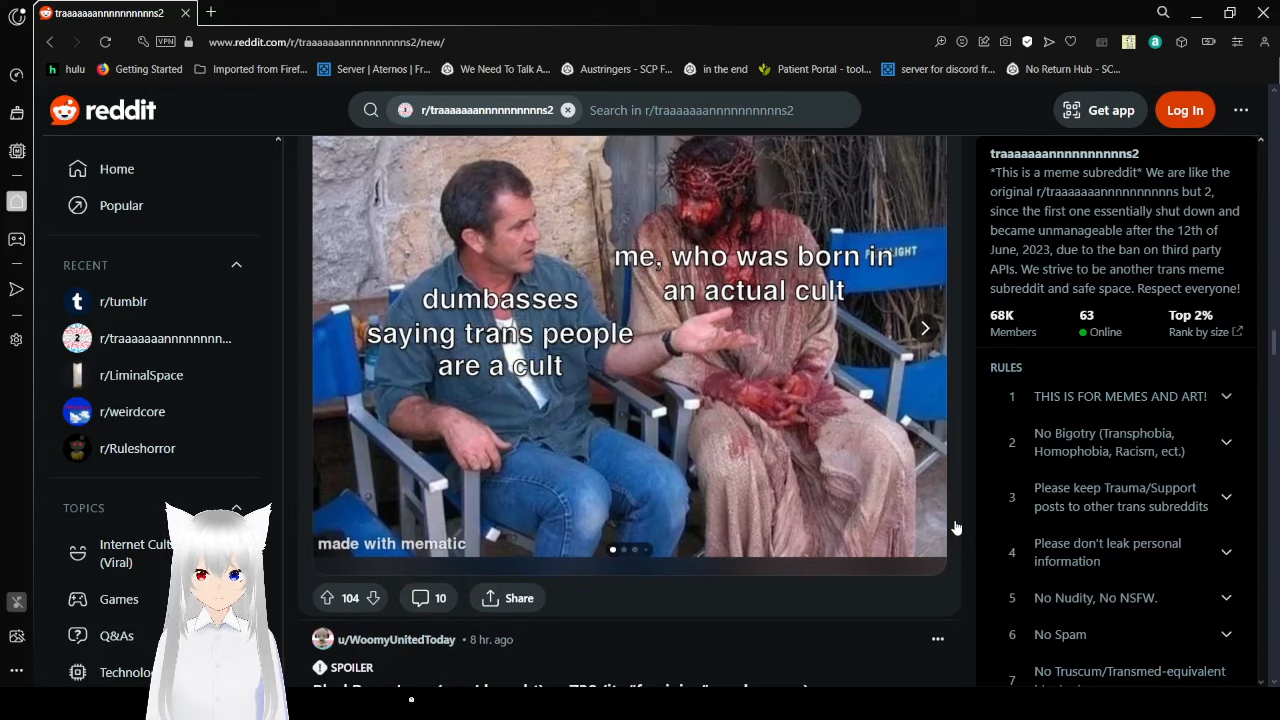 traaaaaaannnnnnnnnns2
VPN
www.reddit.com/r/traaaaaaannnnnnnnnns2/new/
hulu
Getting Started
Imported from Firef...
Server | Aternos | Fr...
We Need To Talk A...
Austringers - SCP F...
in the end
Patient Portal - tool...
server for discord fr...
No Return Hub - SC...
reddit
r/traaaaaaannnnnnnnnns2
Search in r/traaaaaaannnnnnnnnns2
Get app
Log In
Home
Popular
RECENT
r/tumblr
r/traaaaaaannnnnnn...
r/LiminalSpace
r/weirdcore
r/Ruleshorror
TOPICS
Internet Cult
(Viral)
Games
Q&As
Technolo
dumbasses
saying trans people
are a cult
me, who was born in
an actual cult
made with mematic
104
10
Share
u/WoomyUnitedToday • 8 hr. ago
SPOILER
traaaaaaannnnnnnnnns2
*This is a meme subreddit* We are like the
original r/traaaaaaannnnnnnnnns but 2,
since the first one essentially shut down and
became unmanageable after the 12th of
June, 2023, due to the ban on third party
APIs. We strive to be another trans meme
subreddit and safe space. Respect everyone!
68K
Members
63
Online
Top 2%
Rank by size
RULES
1 THIS IS FOR MEMES AND ART!
2 No Bigotry (Transphobia,
Homophobia, Racism, ect.)
3 Please keep Trauma/Support
posts to other trans subreddits
4 Please don't leak personal
information
5 No Nudity, No NSFW.
6 No Spam
7 No Truscum/Transmed-equivalent